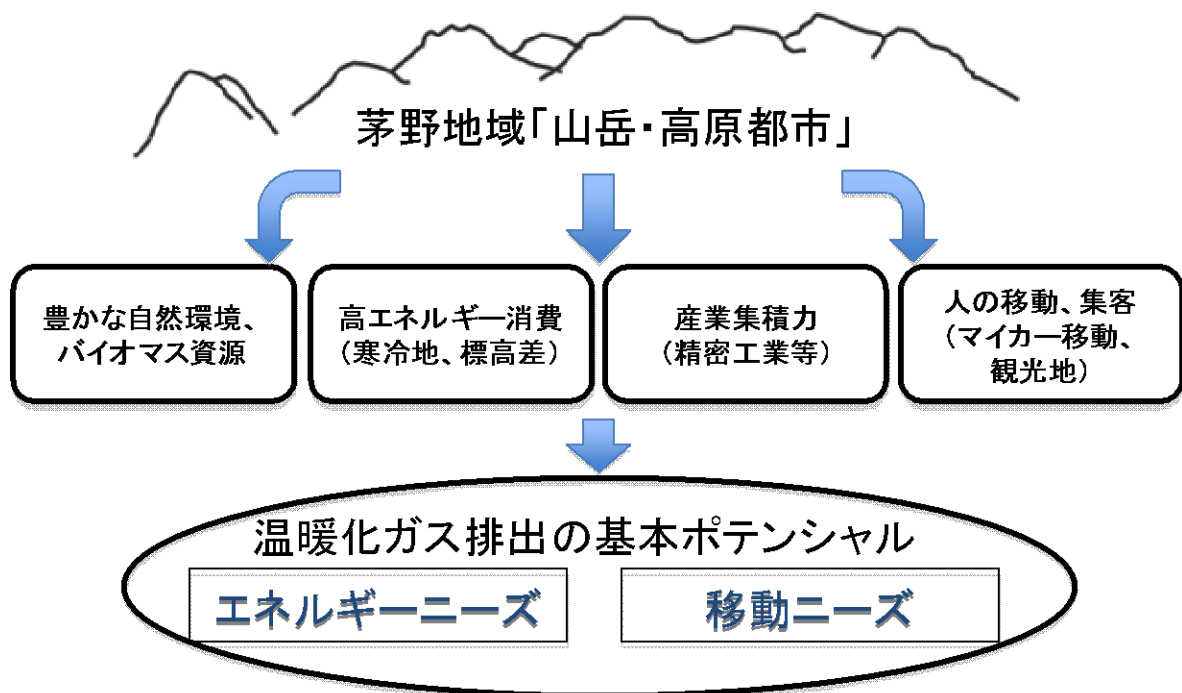 茅野地域「山岳・高原都市」
豊かな自然環境、
バイオマス資源
高エネルギー消費
(寒冷地、標高差)
産業集積力
(精密工業等)
人の移動、集客
(マイカー移動、
観光地)
温暖化ガス排出の基本ポテンシャル
エネルギーニーズ
移動ニーズ